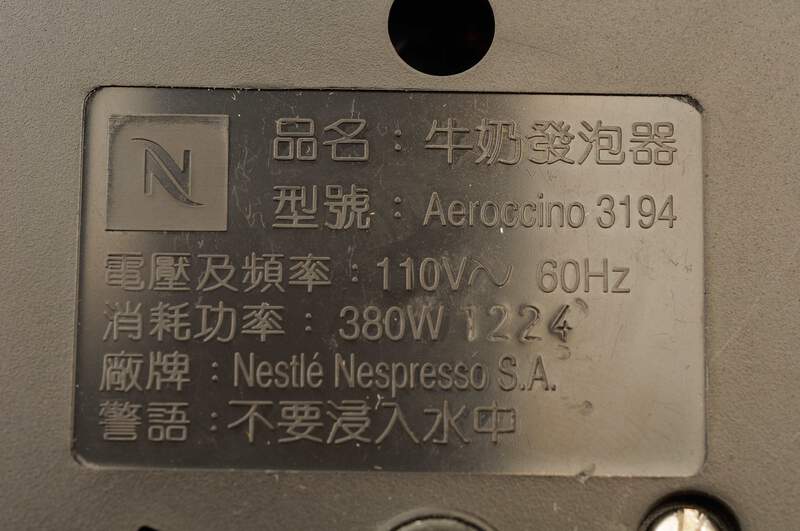 N
品名：牛奶發泡器
型號：Aeroccino 3194
電壓及頻率：110V～ 60Hz
消耗功率：380W 1224
廠牌：Nestlé Nespresso S.A.
警語：不要浸入水中